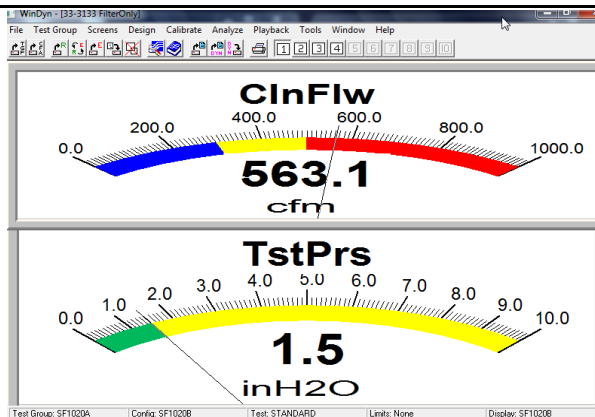 WinDyn - [33-3133 FilterOnly]
File Test Group Screens Design Calibrate Analyze Playback Tools Window Help
1 2 3 4 5 6 7 8 9 10
ClnFlw
0.0 200.0 400.0 600.0 800.0 1000.0
563.1
cfm
TstPrs
0.0 1.0 2.0 3.0 4.0 5.0 6.0 7.0 8.0 9.0 10.0
1.5
inH2O
Test Group: SF1020A Config: SF1020B Test: STANDARD Limits: None Display: SF1020B